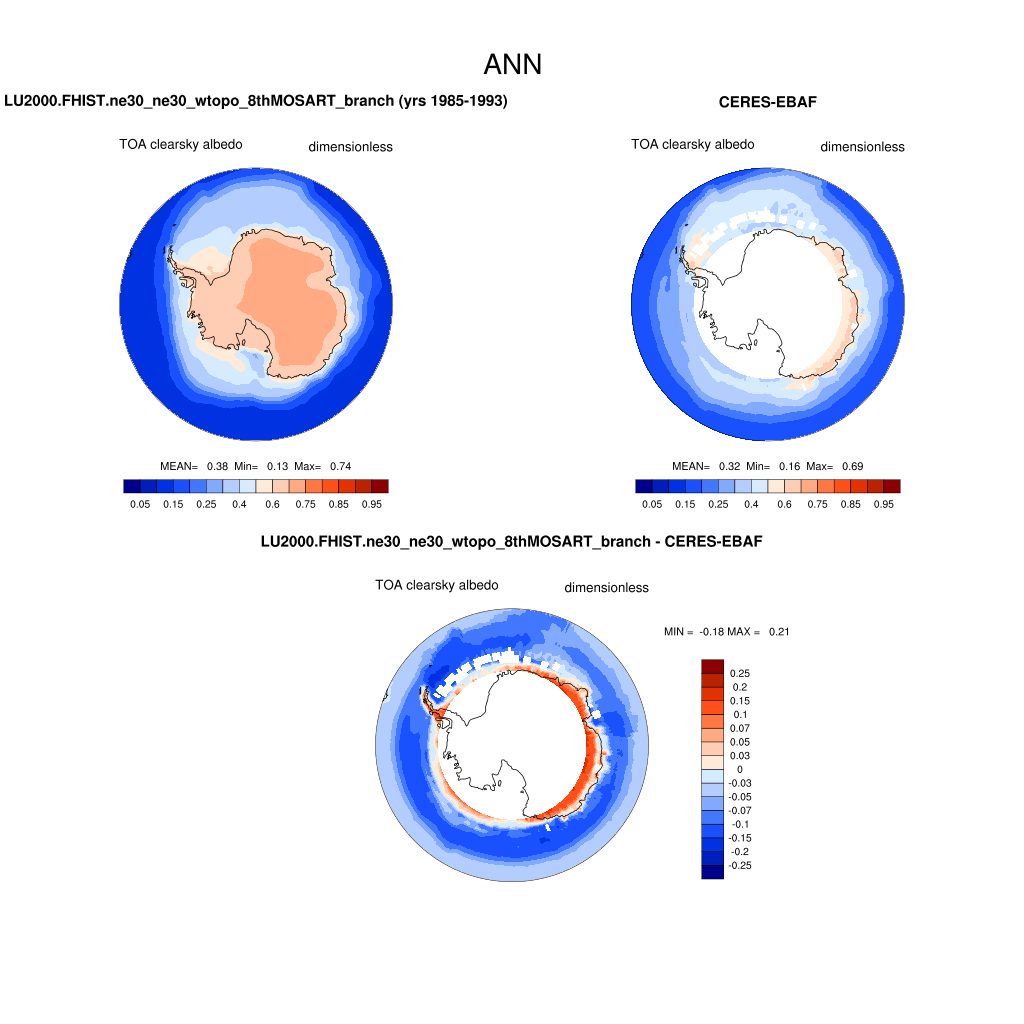 ANN
LU2000.FHIST.ne30_ne30_wtopo_8thMOSART_branch (yrs 1985-1993)
CERES-EBAF
TOA clearsky albedo dimensionless
TOA clearsky albedo dimensionless
MEAN= 0.38 Min= 0.13 Max= 0.74
MEAN= 0.32 Min= 0.16 Max= 0.69
0.05 0.15 0.25 0.4 0.6 0.75 0.85 0.95
0.05 0.15 0.25 0.4 0.6 0.75 0.85 0.95
LU2000.FHIST.ne30_ne30_wtopo_8thMOSART_branch - CERES-EBAF
TOA clearsky albedo dimensionless
MIN = -0.18 MAX = 0.21
0.25
0.2
0.15
0.1
0.07
0.05
0.03
0
-0.03
-0.05
-0.07
-0.1
-0.15
-0.2
-0.25